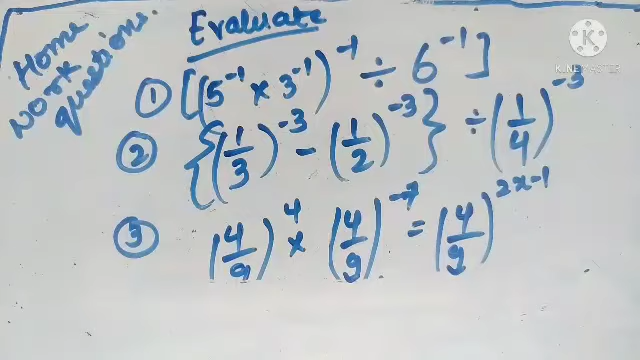 Home work questions.
Evaluate
① [(5⁻¹ × 3⁻¹)⁻¹ ÷ 6⁻¹]
② {(1/3)⁻³ - (1/2)⁻³} ÷ (1/4)⁻³
③ (4/9)⁴ × (4/9)⁻⁷ = (4/9)²ˣ⁻¹
K
KINEMASTER